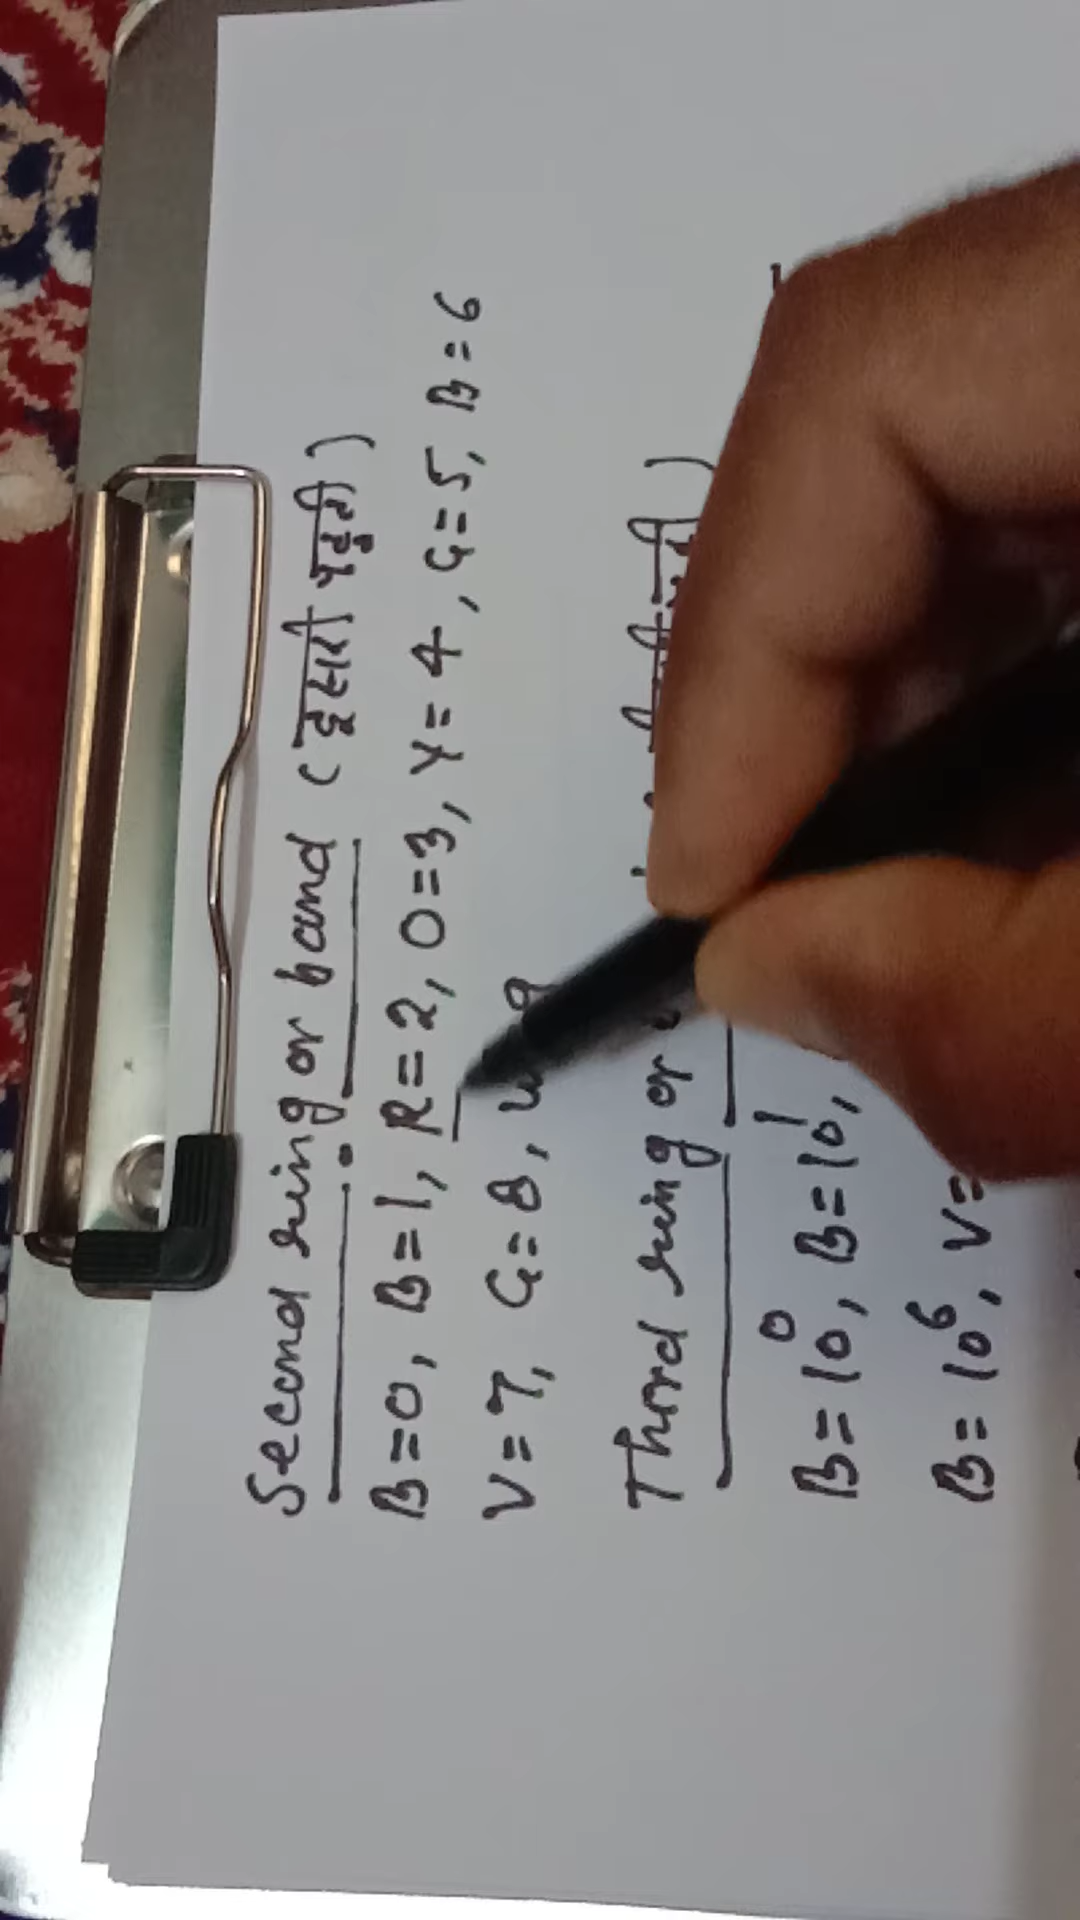 Second ring or band (दूसरी पट्टी)
B=0, B=1, R=2, O=3, Y=4, G=5, B=6
V=7, G=8, W=9
Third ring or
B=10⁰, B=10¹,
B=10⁶, V=